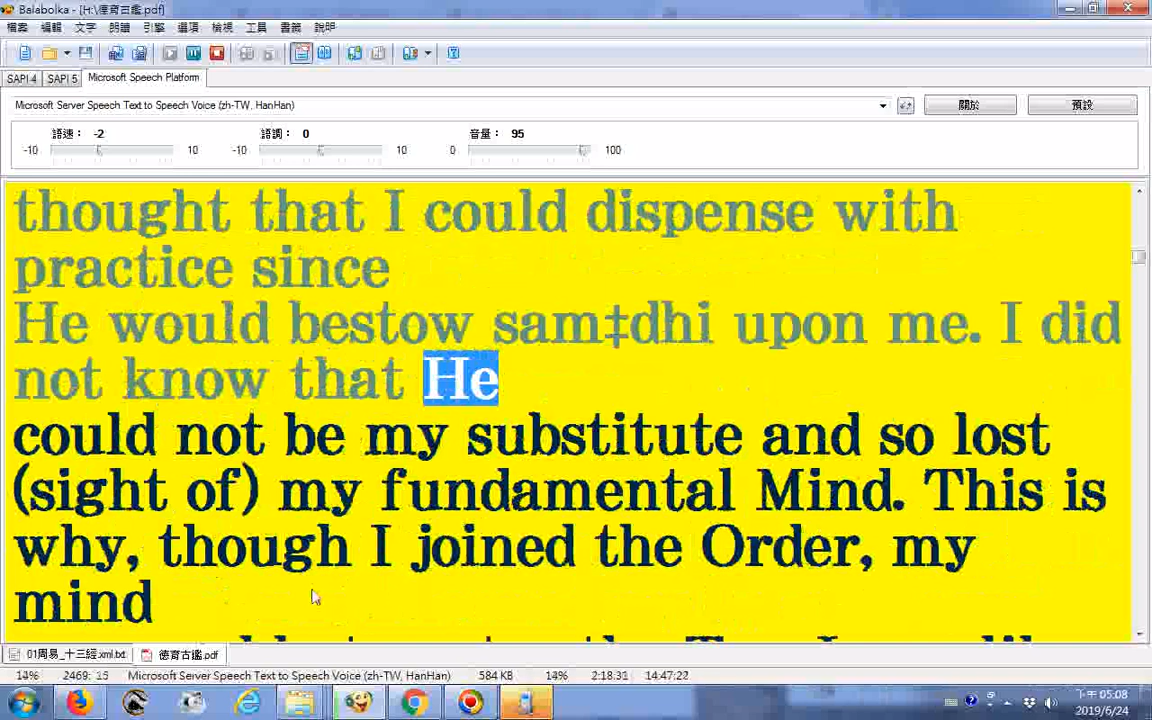 Balabolka - [H:\德育古鑑.pdf]
檔案 編輯 文字 朗讀 引擎 選項 檢視 工具 書籤 說明
SAPI 4 SAPI 5 Microsoft Speech Platform
Microsoft Server Speech Text to Speech Voice (zh-TW, HanHan) 關於 預設
語速： -2 語調： 0 音量： 95
-10 10 -10 10 0 100
thought that I could dispense with
practice since
He would bestow sam‡dhi upon me. I did
not know that He
could not be my substitute and so lost
(sight of) my fundamental Mind. This is
why, though I joined the Order, my
mind
01周易_十三經.xml.txt 德育古鑑.pdf
14% 2469: 15 Microsoft Server Speech Text to Speech Voice (zh-TW, HanHan) 584 KB 14% 2:18:31 14:47:22
下午 05:08
2019/6/24